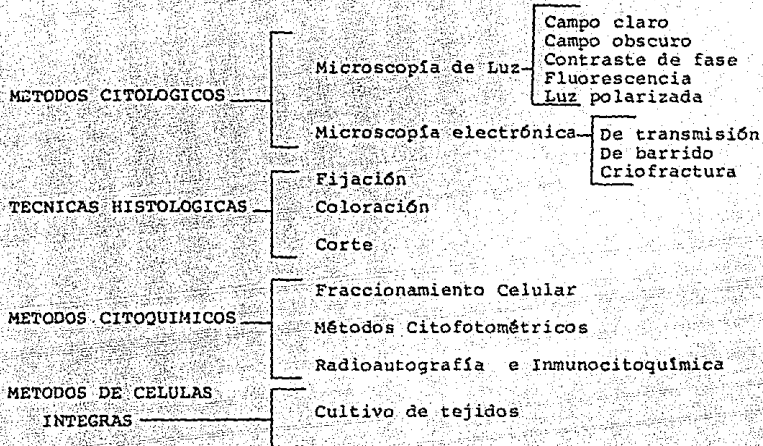 Campo claro
Campo obscuro
Microscopía de Luz Contraste de fase
Fluorescencia
Luz polarizada
METODOS CITOLOGICOS
Microscopía electrónica De transmisión
De barrido
Criofractura
Fijación
TECNICAS HISTOLOGICAS Coloración
Corte
Fraccionamiento Celular
METODOS CITOQUIMICOS Métodos Citofotométricos
Radioautografía e Inmunocitoquímica
METODOS DE CELULAS
INTEGRAS Cultivo de tejidos